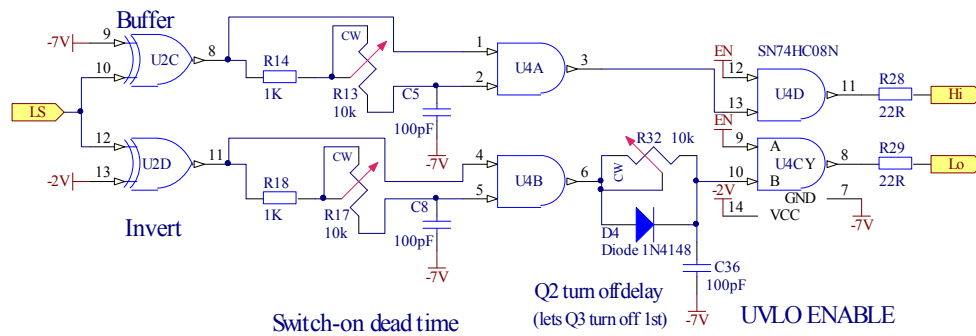 Buffer
-7V
9
10
U2C
8
R14
1K
CW
R13
10k
C5
100pF
-7V
1
2
U4A
3
EN
SN74HC08N
12
13
U4D
11
R28
22R
Hi
LS
12
13
-2V
U2D
11
R18
1K
CW
R17
10k
C8
100pF
-7V
4
5
U4B
6
R32
10k
CW
D4
Diode 1N4148
C36
100pF
-7V
EN
9
10
A
B
U4C
Y
8
R29
22R
Lo
-2V
14
VCC
GND
7
-7V
Invert
Switch-on dead time
Q2 turn off delay
(lets Q3 turn off 1st)
UVLO ENABLE